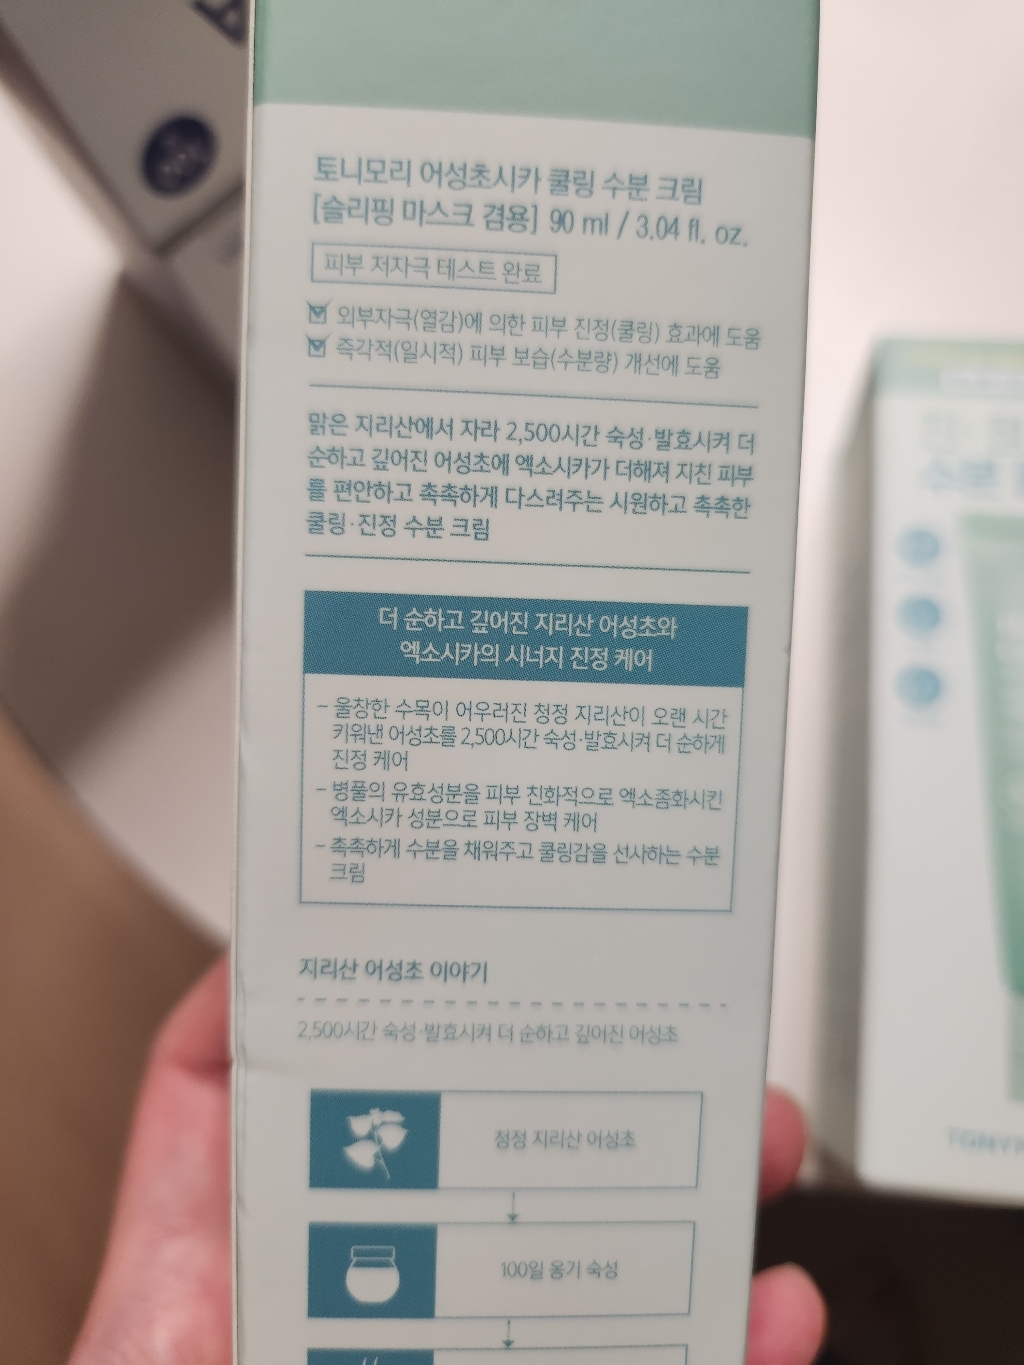 토니모리 어성초시카 쿨링 수분 크림
[슬리핑 마스크 겸용] 90 ml / 3.04 fl. oz.
피부 저자극 테스트 완료
외부자극(열감)에 의한 피부 진정(쿨링) 효과에 도움
즉각적(일시적) 피부 보습(수분량) 개선에 도움
맑은 지리산에서 자라 2,500시간 숙성·발효시켜 더
순하고 깊어진 어성초에 엑소시카가 더해져 지친 피부
를 편안하고 촉촉하게 다스려주는 시원하고 촉촉한
쿨링·진정 수분 크림
더 순하고 깊어진 지리산 어성초와
엑소시카의 시너지 진정 케어
- 울창한 수목이 어우러진 청정 지리산이 오랜 시간
키워낸 어성초를 2,500시간 숙성·발효시켜 더 순하게
진정 케어
- 병풀의 유효성분을 피부 친화적으로 엑소좀화시킨
엑소시카 성분으로 피부 장벽 케어
- 촉촉하게 수분을 채워주고 쿨링감을 선사하는 수분
크림
지리산 어성초 이야기
2,500시간 숙성·발효시켜 더 순하고 깊어진 어성초
청정 지리산 어성초
100일 옹기 숙성